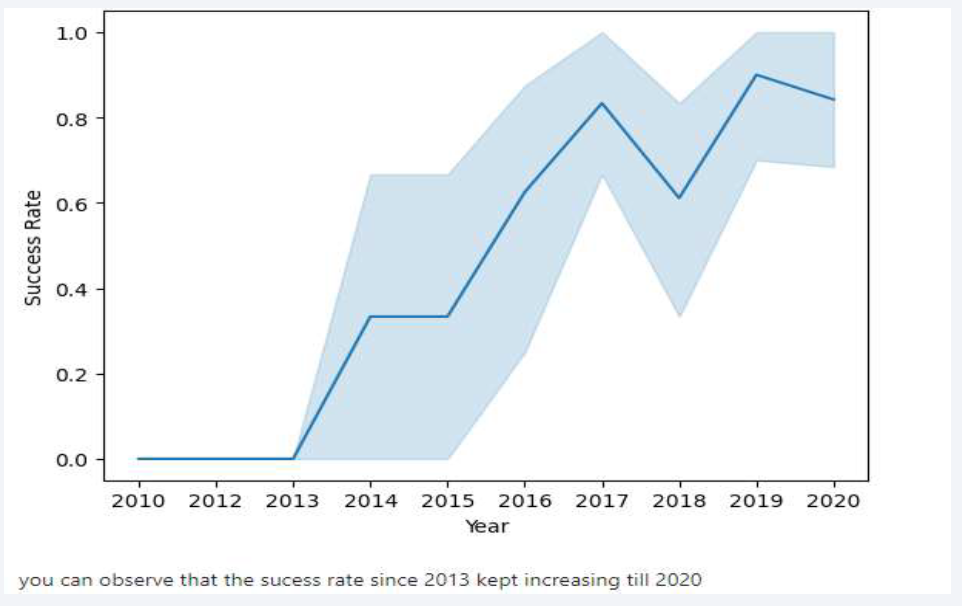 1.0
0.8
0.6
0.4
0.2
0.0
Success Rate
2010 2012 2013 2014 2015 2016 2017 2018 2019 2020
Year
you can observe that the sucess rate since 2013 kept increasing till 2020